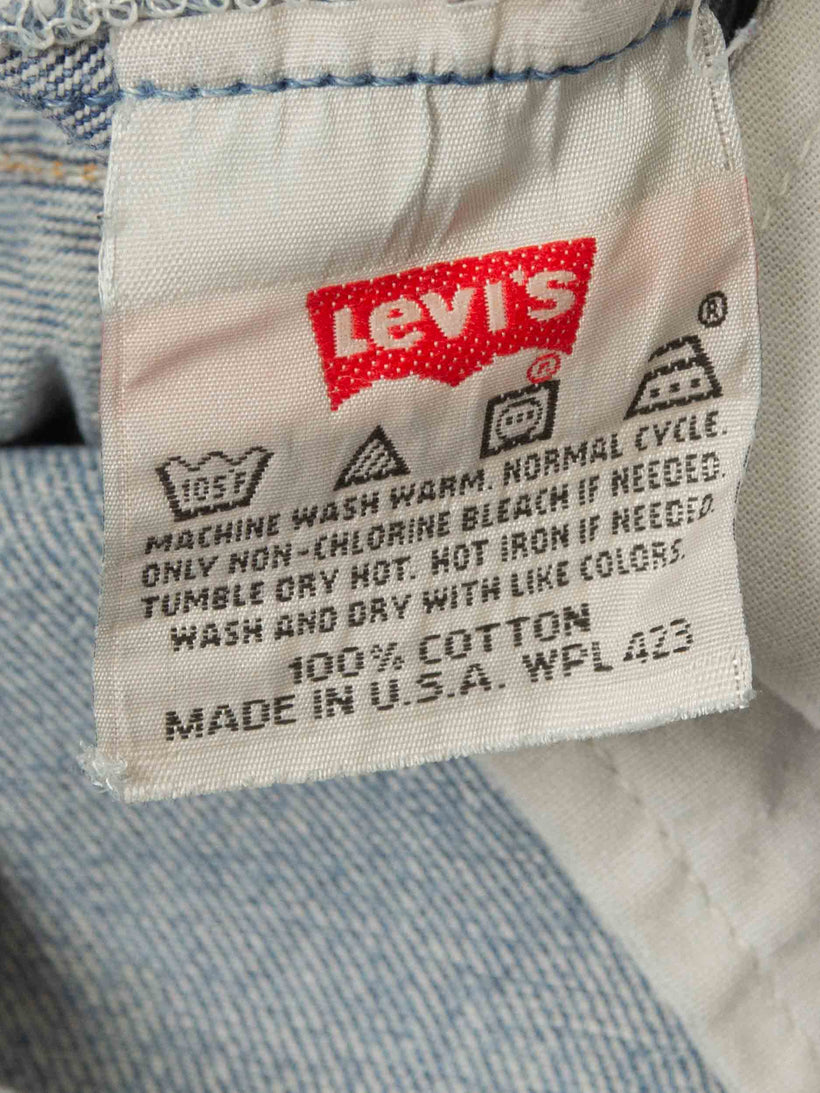 Levi's
®
®
105F
MACHINE WASH WARM. NORMAL CYCLE.
ONLY NON-CHLORINE BLEACH IF NEEDED.
TUMBLE DRY HOT. HOT IRON IF NEEDED.
WASH AND DRY WITH LIKE COLORS.
100% COTTON
MADE IN U.S.A. WPL 423